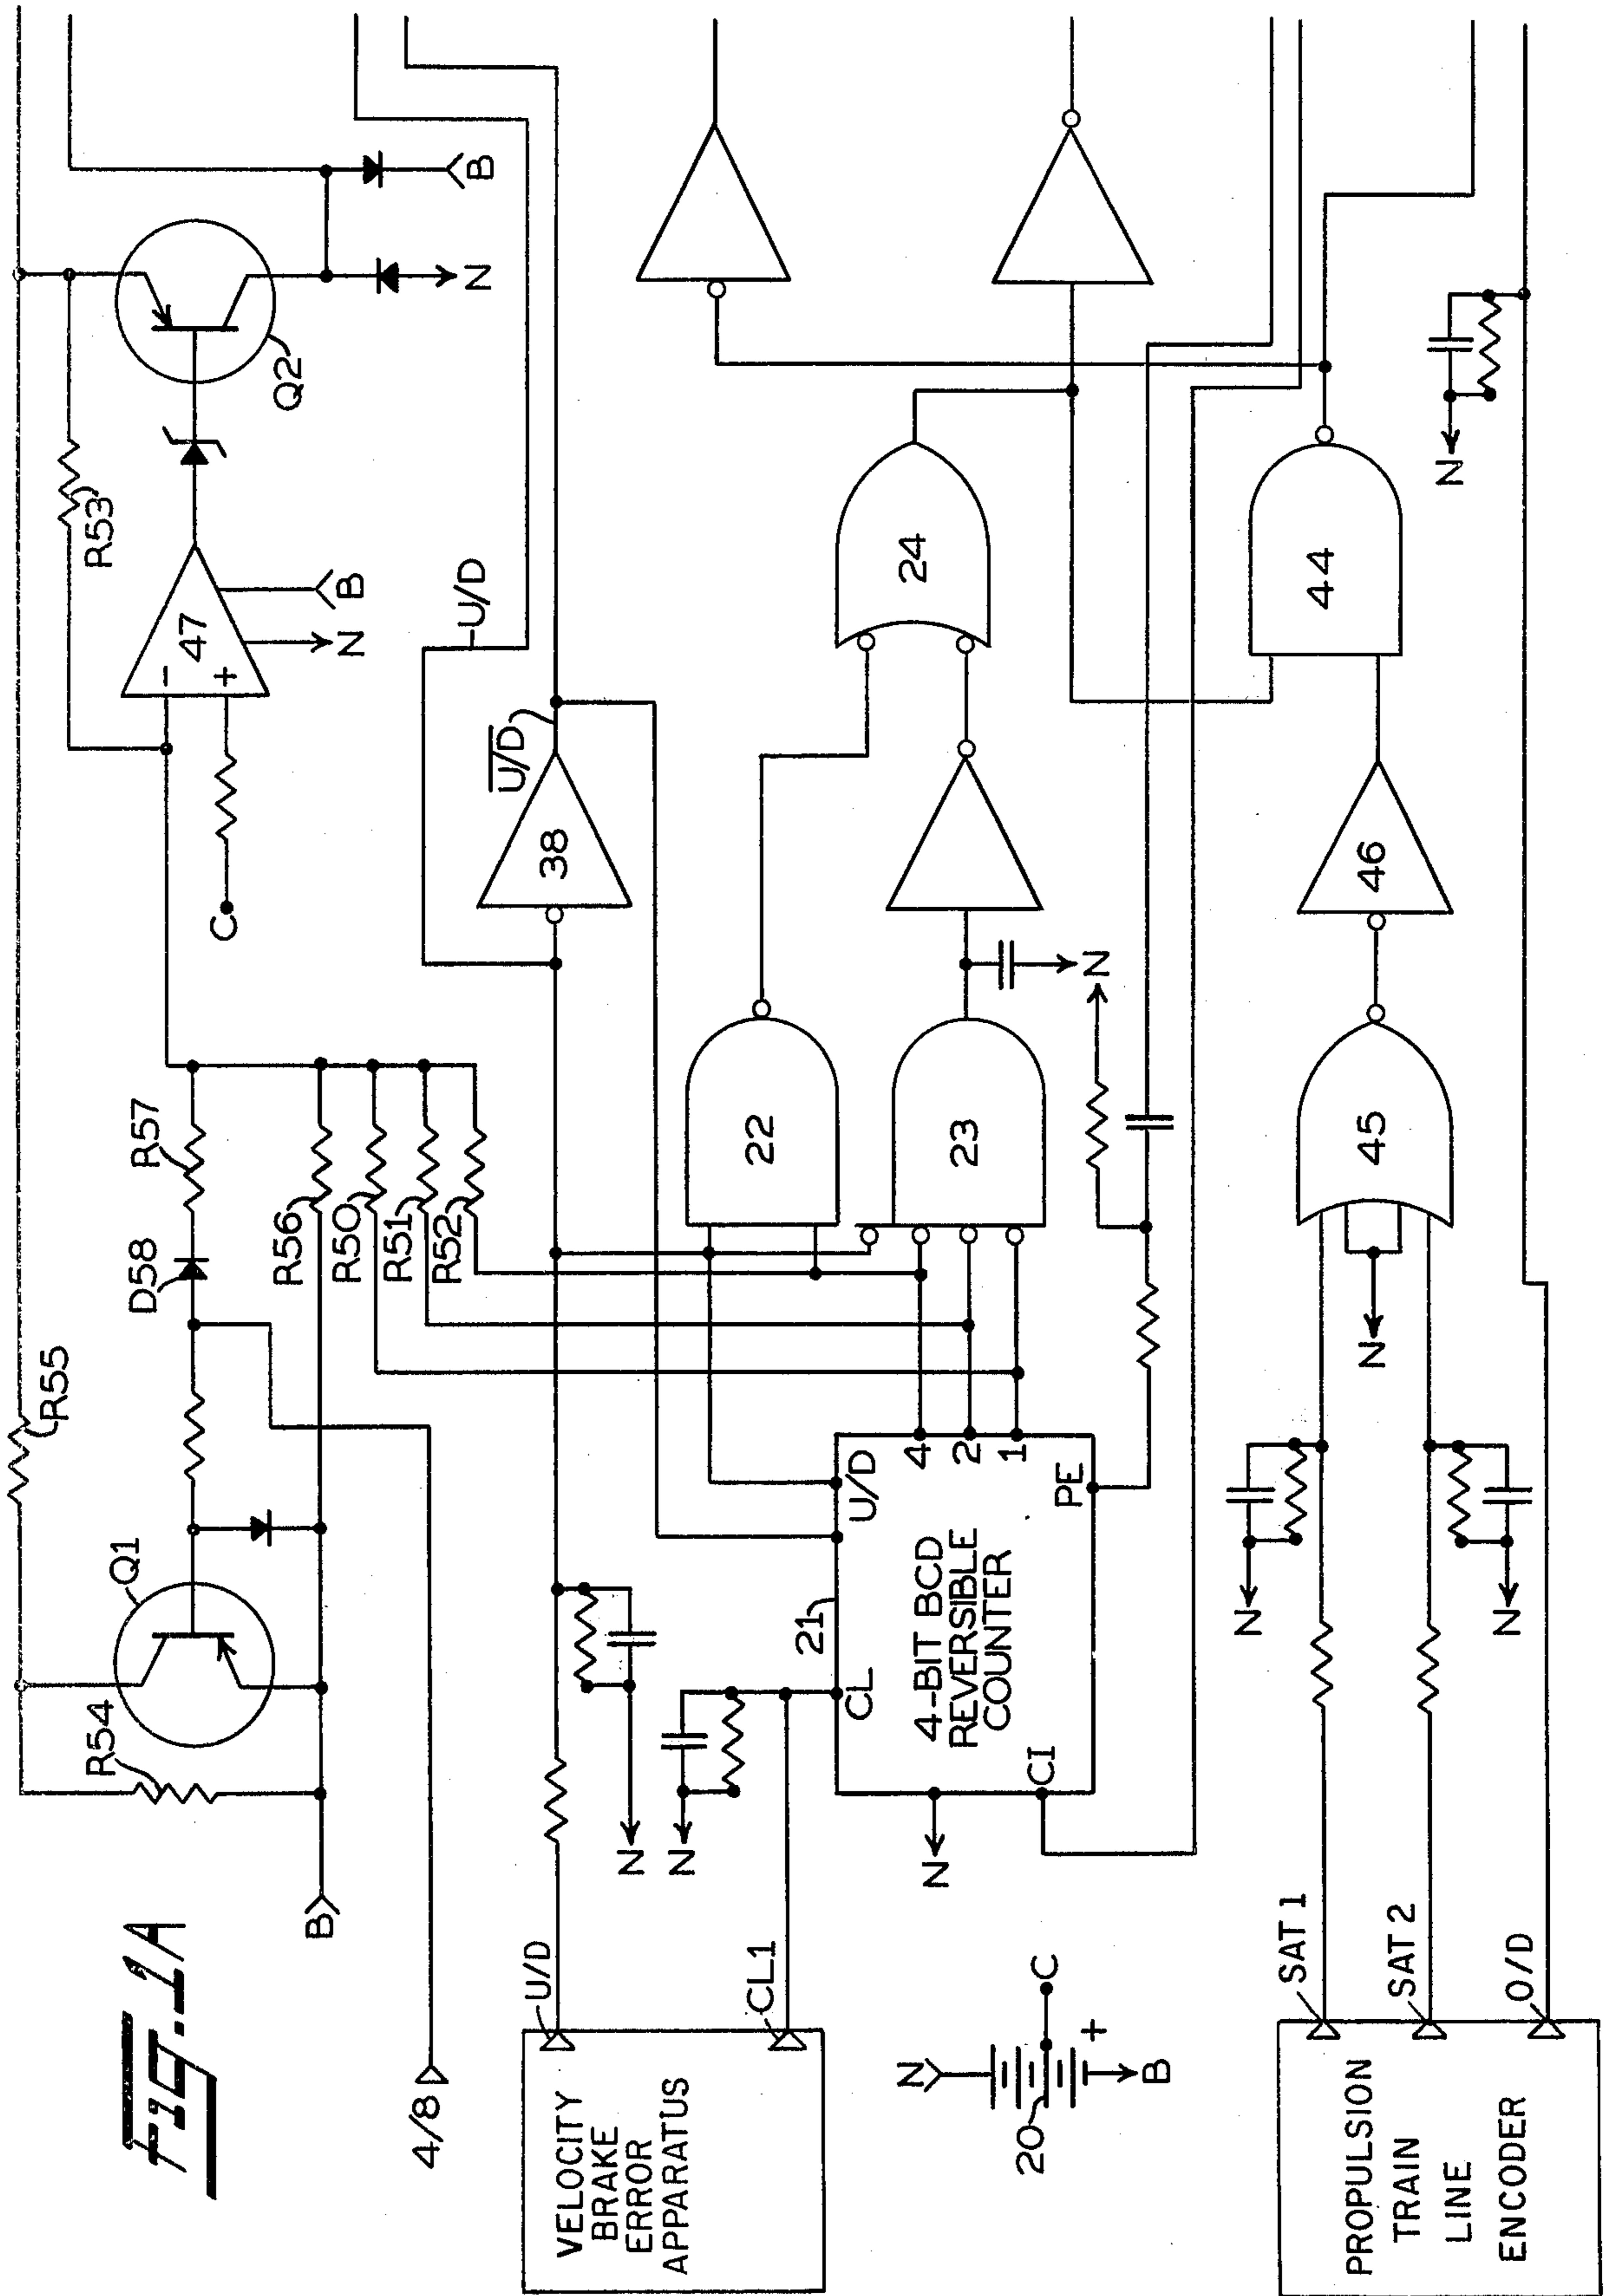 FIG. 1A
R55
R54
Q1
D58
R57
R56
R50
R51
R52
R53
47
-
+
C
N
B
Q2
N
B
B
4/8
U/D
U/D
38
U/D
VELOCITY
BRAKE
ERROR
APPARATUS
U/D
CL1
N
N
21
CL
U/D
4-BIT BCD
REVERSIBLE
COUNTER
4
2
1
PE
CI
N
22
23
24
N
N
20
N
C
+
B
PROPULSION
TRAIN
LINE
ENCODER
SAT 1
SAT 2
O/D
N
N
N
45
46
44
N